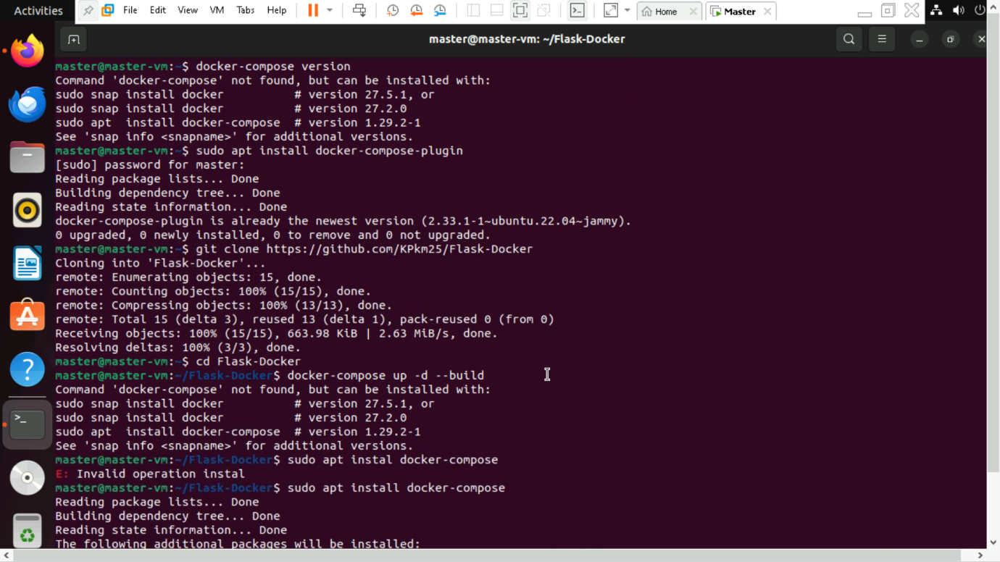 Activities
File Edit View VM Tabs Help
Home
Master
master@master-vm: ~/Flask-Docker
master@master-vm:~$ docker-compose version
Command 'docker-compose' not found, but can be installed with:
sudo snap install docker          # version 27.5.1, or
sudo snap install docker          # version 27.2.0
sudo apt  install docker-compose  # version 1.29.2-1
See 'snap info <snapname>' for additional versions.
master@master-vm:~$ sudo apt install docker-compose-plugin
[sudo] password for master:
Reading package lists... Done
Building dependency tree... Done
Reading state information... Done
docker-compose-plugin is already the newest version (2.33.1-1~ubuntu.22.04~jammy).
0 upgraded, 0 newly installed, 0 to remove and 0 not upgraded.
master@master-vm:~$ git clone https://github.com/KPkm25/Flask-Docker
Cloning into 'Flask-Docker'...
remote: Enumerating objects: 15, done.
remote: Counting objects: 100% (15/15), done.
remote: Compressing objects: 100% (13/13), done.
remote: Total 15 (delta 3), reused 13 (delta 1), pack-reused 0 (from 0)
Receiving objects: 100% (15/15), 663.98 KiB | 2.63 MiB/s, done.
Resolving deltas: 100% (3/3), done.
master@master-vm:~$ cd Flask-Docker
master@master-vm:~/Flask-Docker$ docker-compose up -d --build
Command 'docker-compose' not found, but can be installed with:
sudo snap install docker          # version 27.5.1, or
sudo snap install docker          # version 27.2.0
sudo apt  install docker-compose  # version 1.29.2-1
See 'snap info <snapname>' for additional versions.
master@master-vm:~/Flask-Docker$ sudo apt instal docker-compose
E: Invalid operation instal
master@master-vm:~/Flask-Docker$ sudo apt install docker-compose
Reading package lists... Done
Building dependency tree... Done
Reading state information... Done
The following additional packages will be installed: